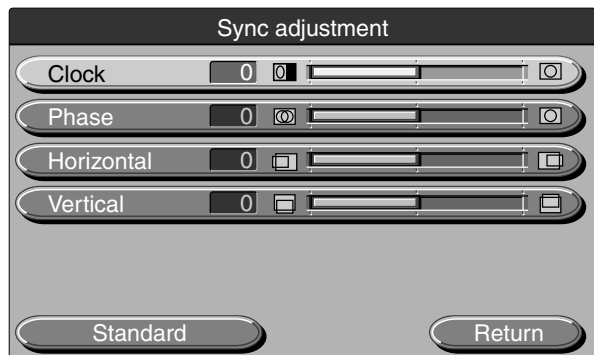 Sync adjustment
Clock 0
Phase 0
Horizontal 0
Vertical 0
Standard Return